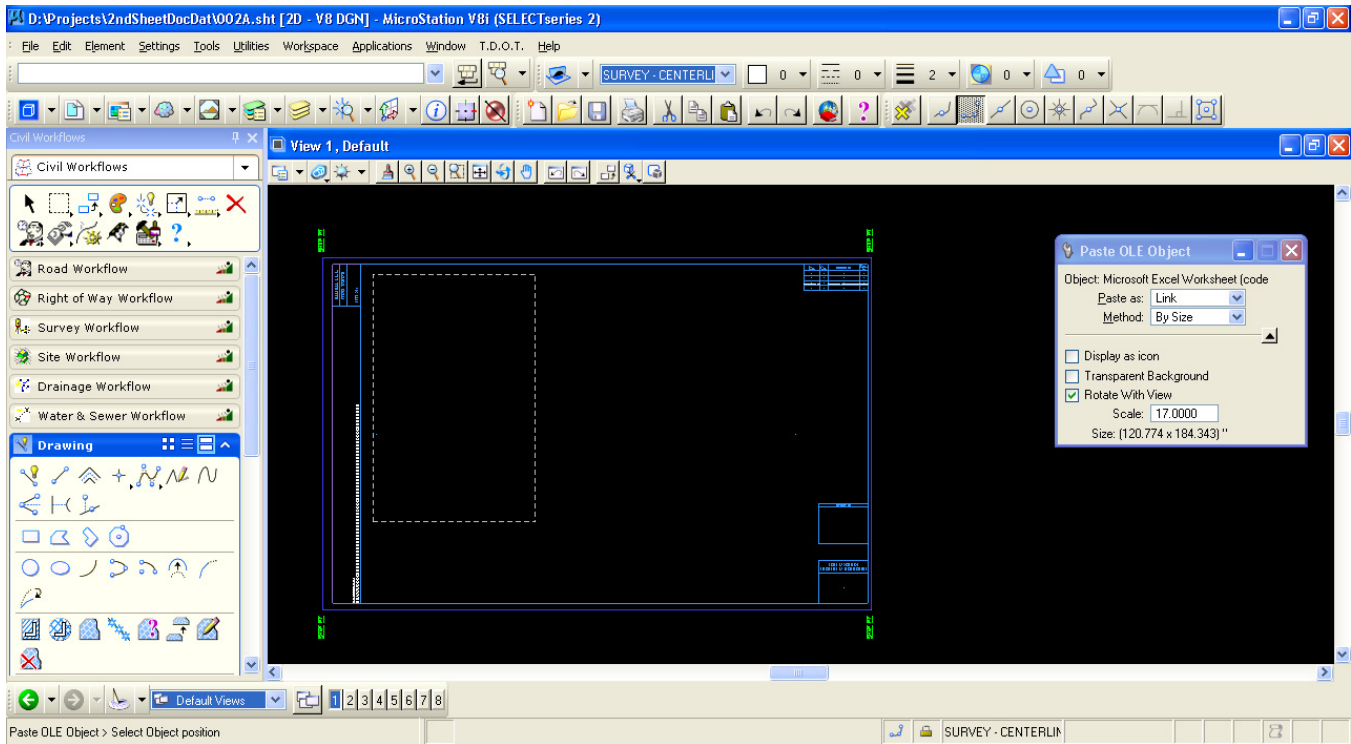 D:\Projects\2ndSheetDocDat\002A.sht [2D - V8 DGN] - MicroStation V8i (SELECTseries 2)
File Edit Element Settings Tools Utilities Workspace Applications Window T.D.O.T. Help
SURVEY - CENTERLI 0 0 2 0 0
Civil Workflows
View 1, Default
Civil Workflows
Road Workflow
Right of Way Workflow
Survey Workflow
Site Workflow
Drainage Workflow
Water & Sewer Workflow
Drawing
Paste OLE Object
Object: Microsoft Excel Worksheet (code
Paste as: Link
Method: By Size
Display as icon
Transparent Background
Rotate With View
Scale: 17.0000
Size: (120.774 x 184.343) "
Default Views 1 2 3 4 5 6 7 8
Paste OLE Object > Select Object position
SURVEY - CENTERLIN